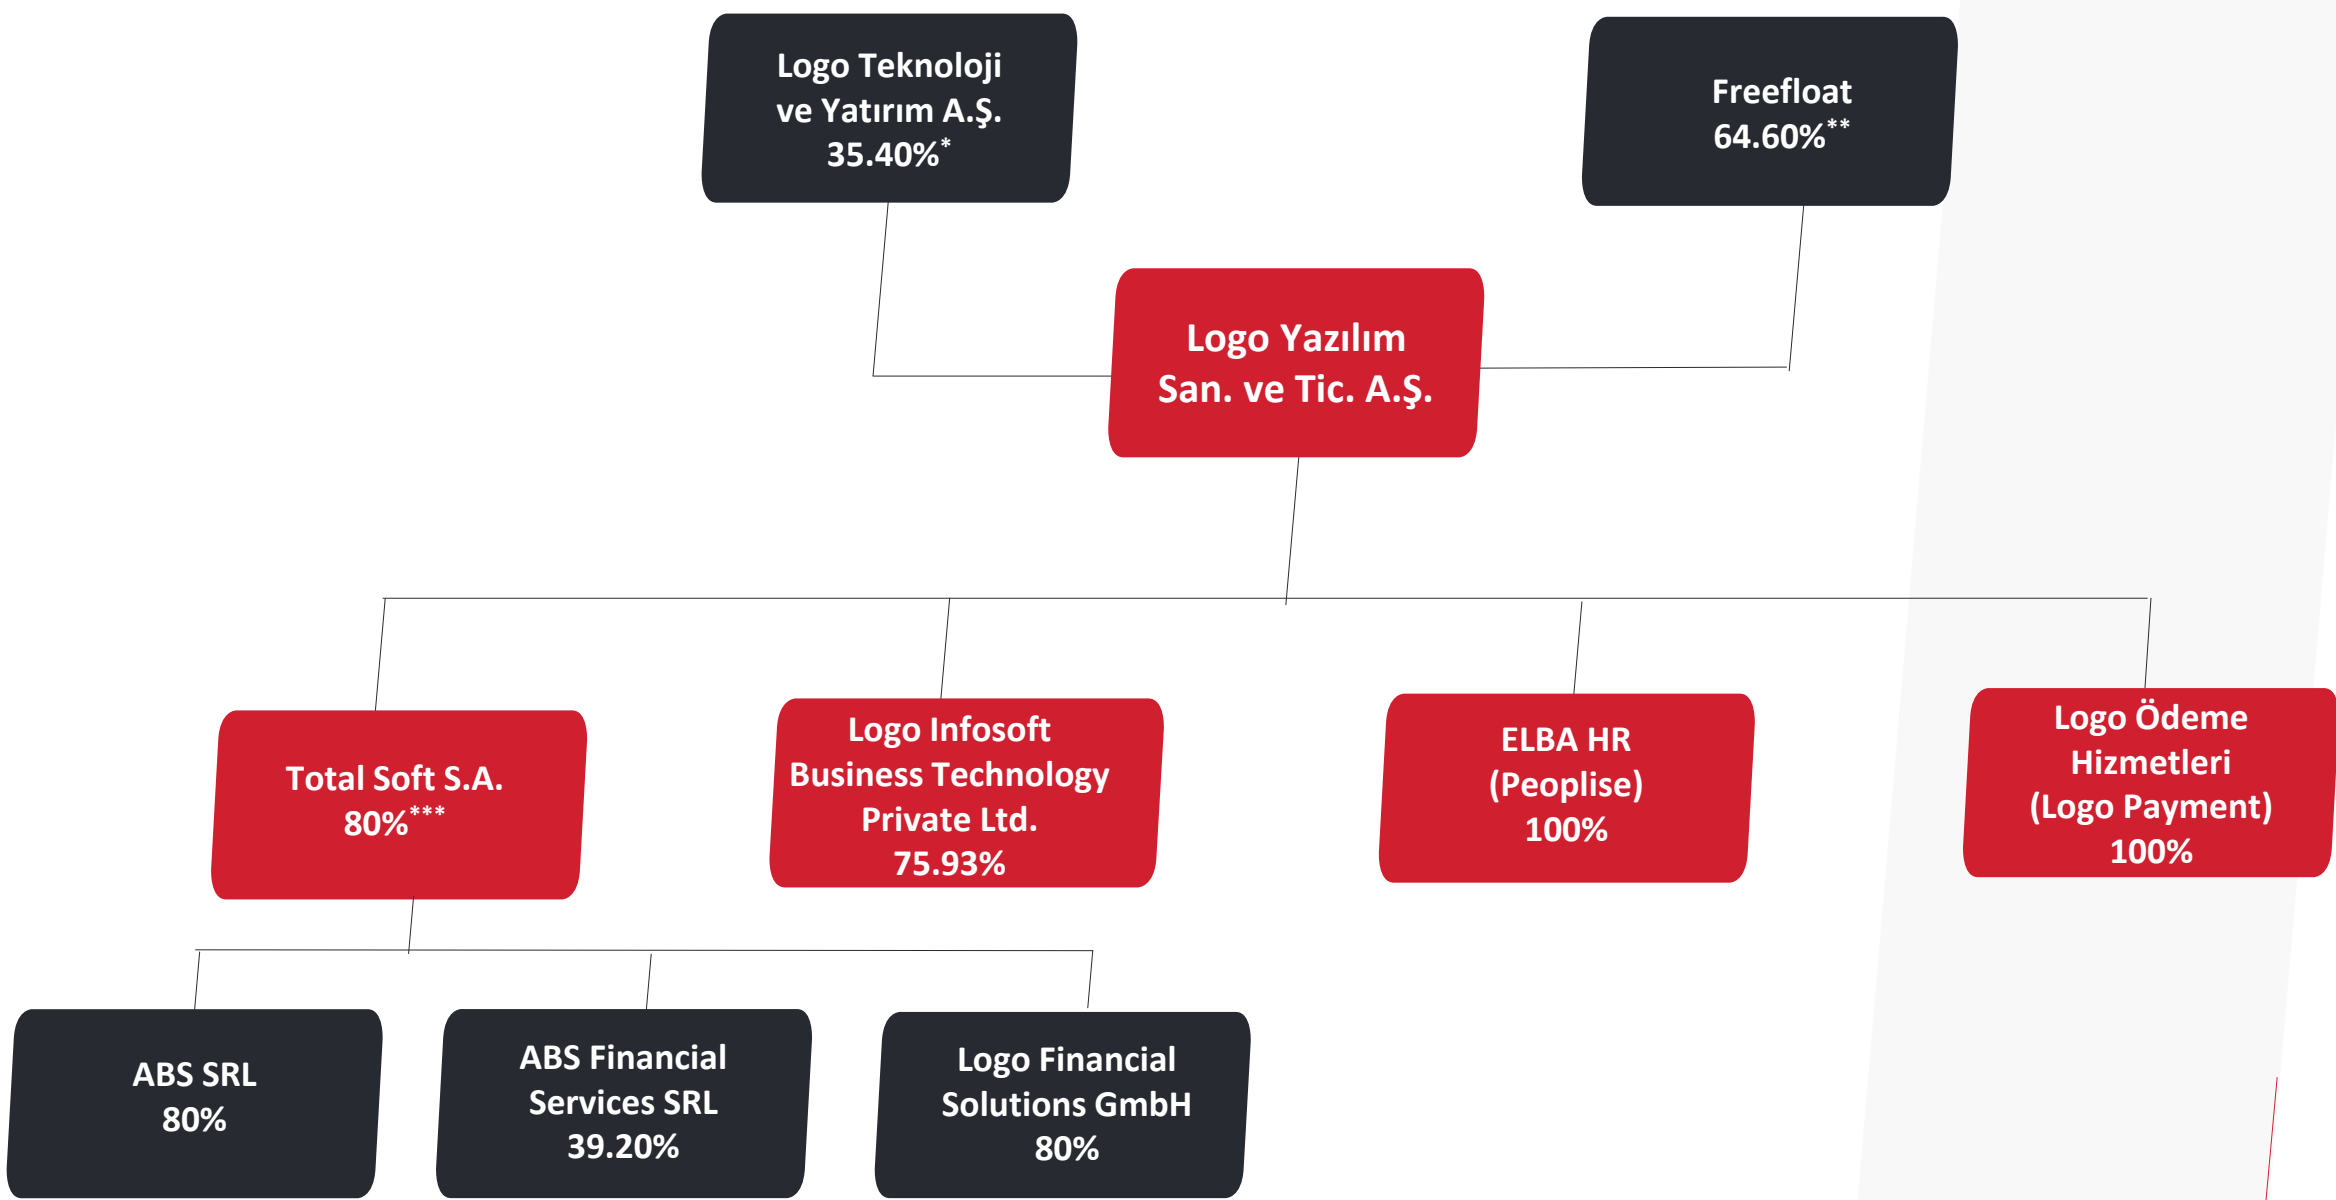 Logo Teknoloji
ve Yatırım A.Ş.
35.40%*
Freefloat
64.60%**
Logo Yazılım
San. ve Tic. A.Ş.
Total Soft S.A.
80%***
Logo Infosoft
Business Technology
Private Ltd.
75.93%
ELBA HR
(Peoplise)
100%
Logo Ödeme
Hizmetleri
(Logo Payment)
100%
ABS SRL
80%
ABS Financial
Services SRL
39.20%
Logo Financial
Solutions GmbH
80%